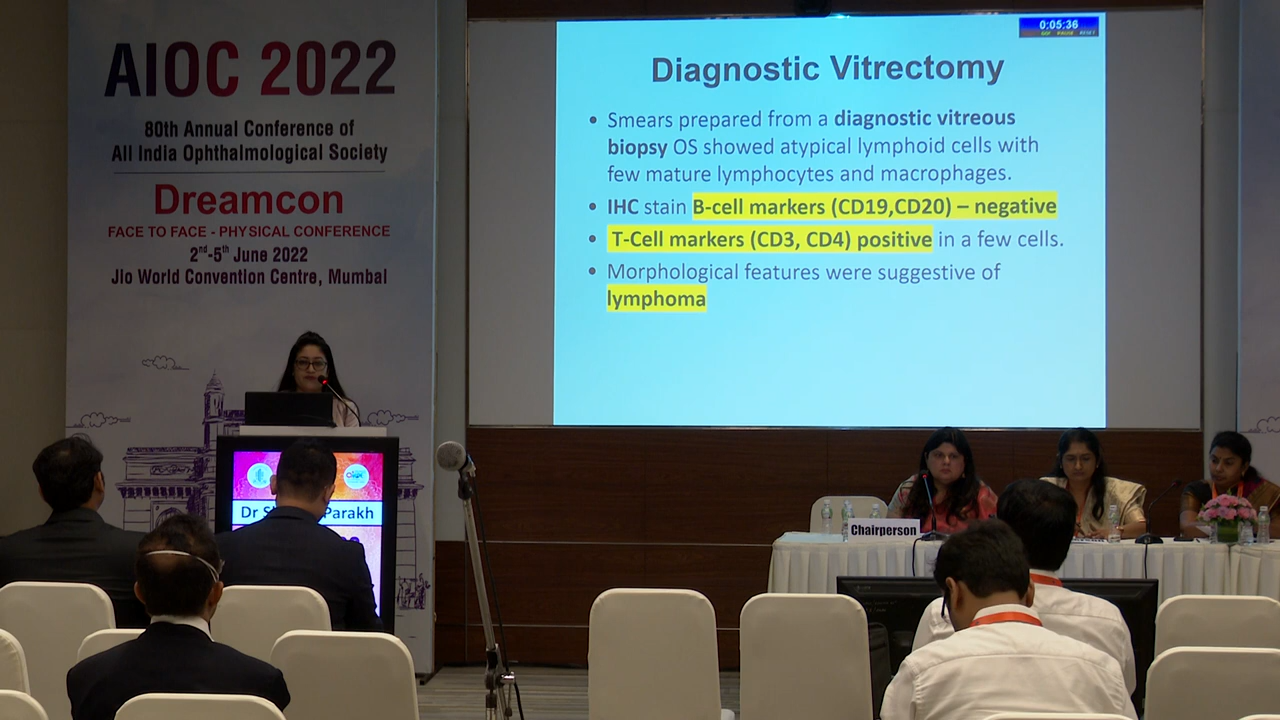 AIOC 2022
80th Annual Conference of
All India Ophthalmological Society
Dreamcon
FACE TO FACE - PHYSICAL CONFERENCE
2nd-5th June 2022
Jio World Convention Centre, Mumbai
0:05:36
Diagnostic Vitrectomy
• Smears prepared from a diagnostic vitreous
biopsy OS showed atypical lymphoid cells with
few mature lymphocytes and macrophages.
• IHC stain B-cell markers (CD19,CD20) – negative
• T-Cell markers (CD3, CD4) positive in a few cells.
• Morphological features were suggestive of
lymphoma
Dr Parakh
Chairperson